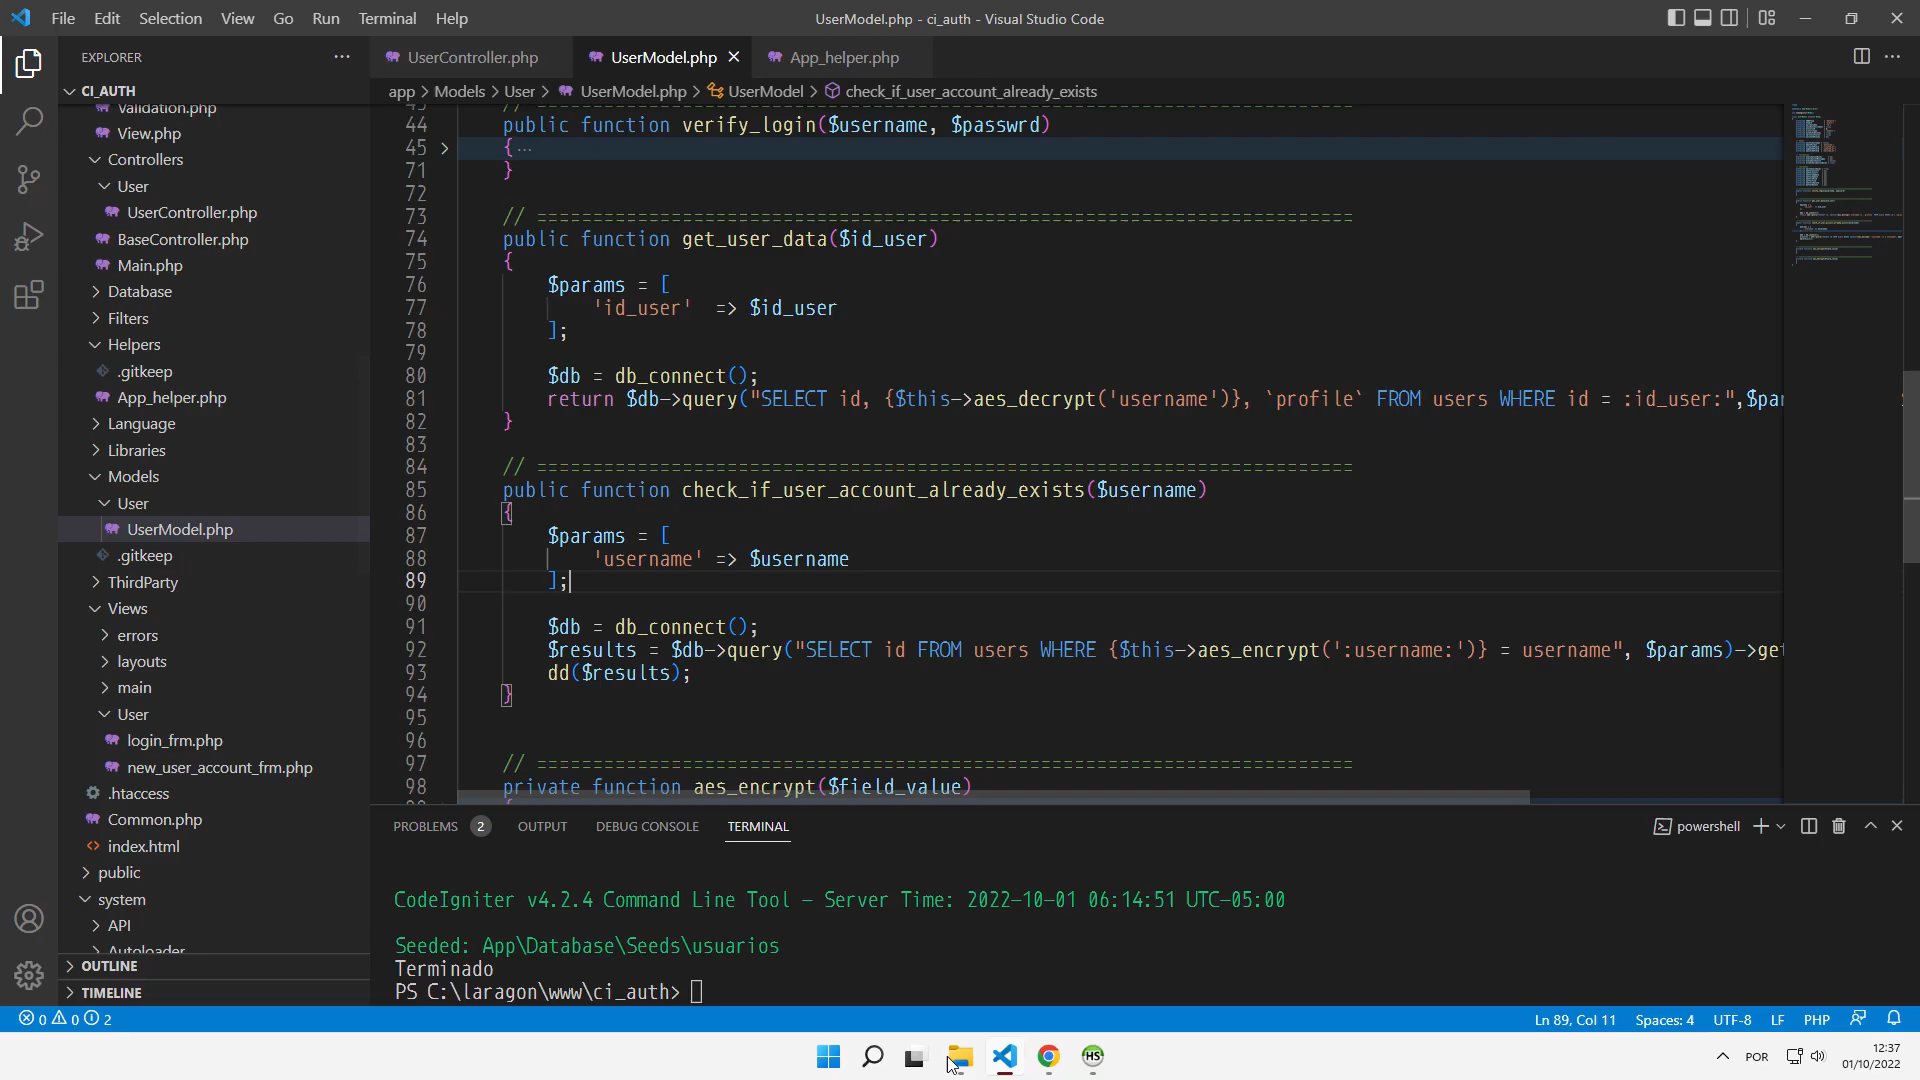 File Edit Selection View Go Run Terminal Help
UserModel.php - ci_auth - Visual Studio Code
EXPLORER
UserController.php
UserModel.php
App_helper.php
CI_AUTH
app > Models > User > UserModel.php > UserModel > check_if_user_account_already_exists
Validation.php
View.php
Controllers
User
UserController.php
BaseController.php
Main.php
Database
Filters
Helpers
.gitkeep
App_helper.php
Language
Libraries
Models
User
UserModel.php
.gitkeep
ThirdParty
Views
errors
layouts
main
User
login_frm.php
new_user_account_frm.php
.htaccess
Common.php
index.html
public
system
API
Autoloader
OUTLINE
TIMELINE
44 public function verify_login($username, $passwrd)
45 { ...
71 }
72
73 // =========================================================================
74 public function get_user_data($id_user)
75 {
76 $params = [
77 'id_user' => $id_user
78 ];
79
80 $db = db_connect();
81 return $db->query("SELECT id, {$this->aes_decrypt('username')}, `profile` FROM users WHERE id = :id_user:",$par
82 }
83
84 // =========================================================================
85 public function check_if_user_account_already_exists($username)
86 {
87 $params = [
88 'username' => $username
89 ];
90
91 $db = db_connect();
92 $results = $db->query("SELECT id FROM users WHERE {$this->aes_encrypt(':username:')} = username", $params)->get
93 dd($results);
94 }
95
96
97 // =========================================================================
98 private function aes_encrypt($field_value)
PROBLEMS 2 OUTPUT DEBUG CONSOLE TERMINAL
powershell
CodeIgniter v4.2.4 Command Line Tool - Server Time: 2022-10-01 06:14:51 UTC-05:00
Seeded: App\Database\Seeds\usuarios
Terminado
PS C:\laragon\www\ci_auth>
0 0 2
Ln 89, Col 11 Spaces: 4 UTF-8 LF PHP
HS
POR
12:37
01/10/2022